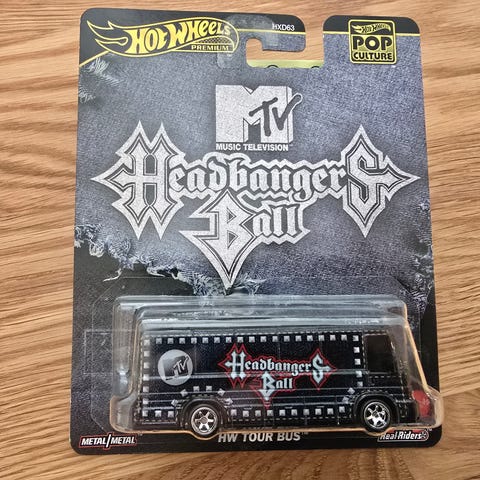 Hot Wheels
PREMIUM
HXD63
Hot Wheels
POP
CULTURE
MTV
MUSIC TELEVISION
Headbangers
Ball
MTV
Headbangers
Ball
METAL/METAL
HW TOUR BUS
Real Riders